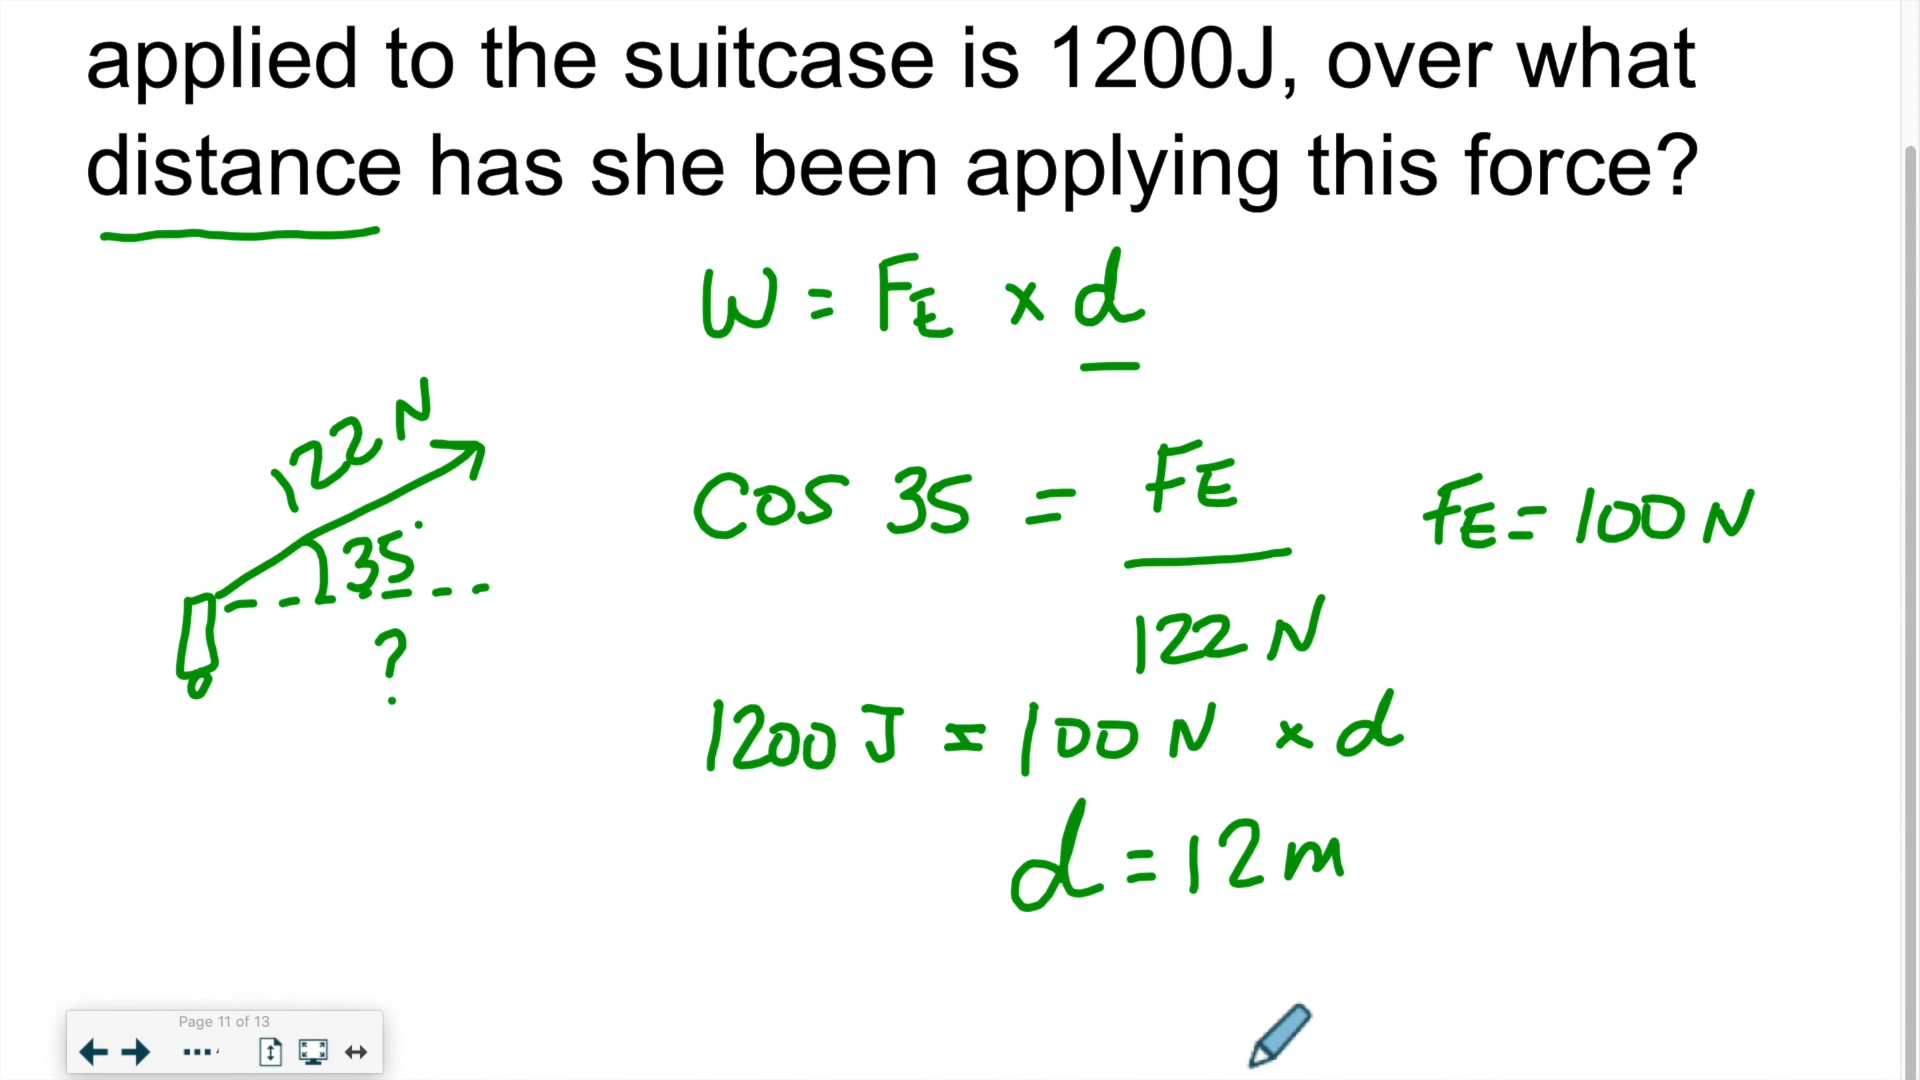 applied to the suitcase is 1200J, over what
distance has she been applying this force?
W = FE × d
122 N
35°
?
COS 35 = FE
122 N
FE = 100 N
1200 J = 100 N × d
d = 12 m
Page 11 of 13